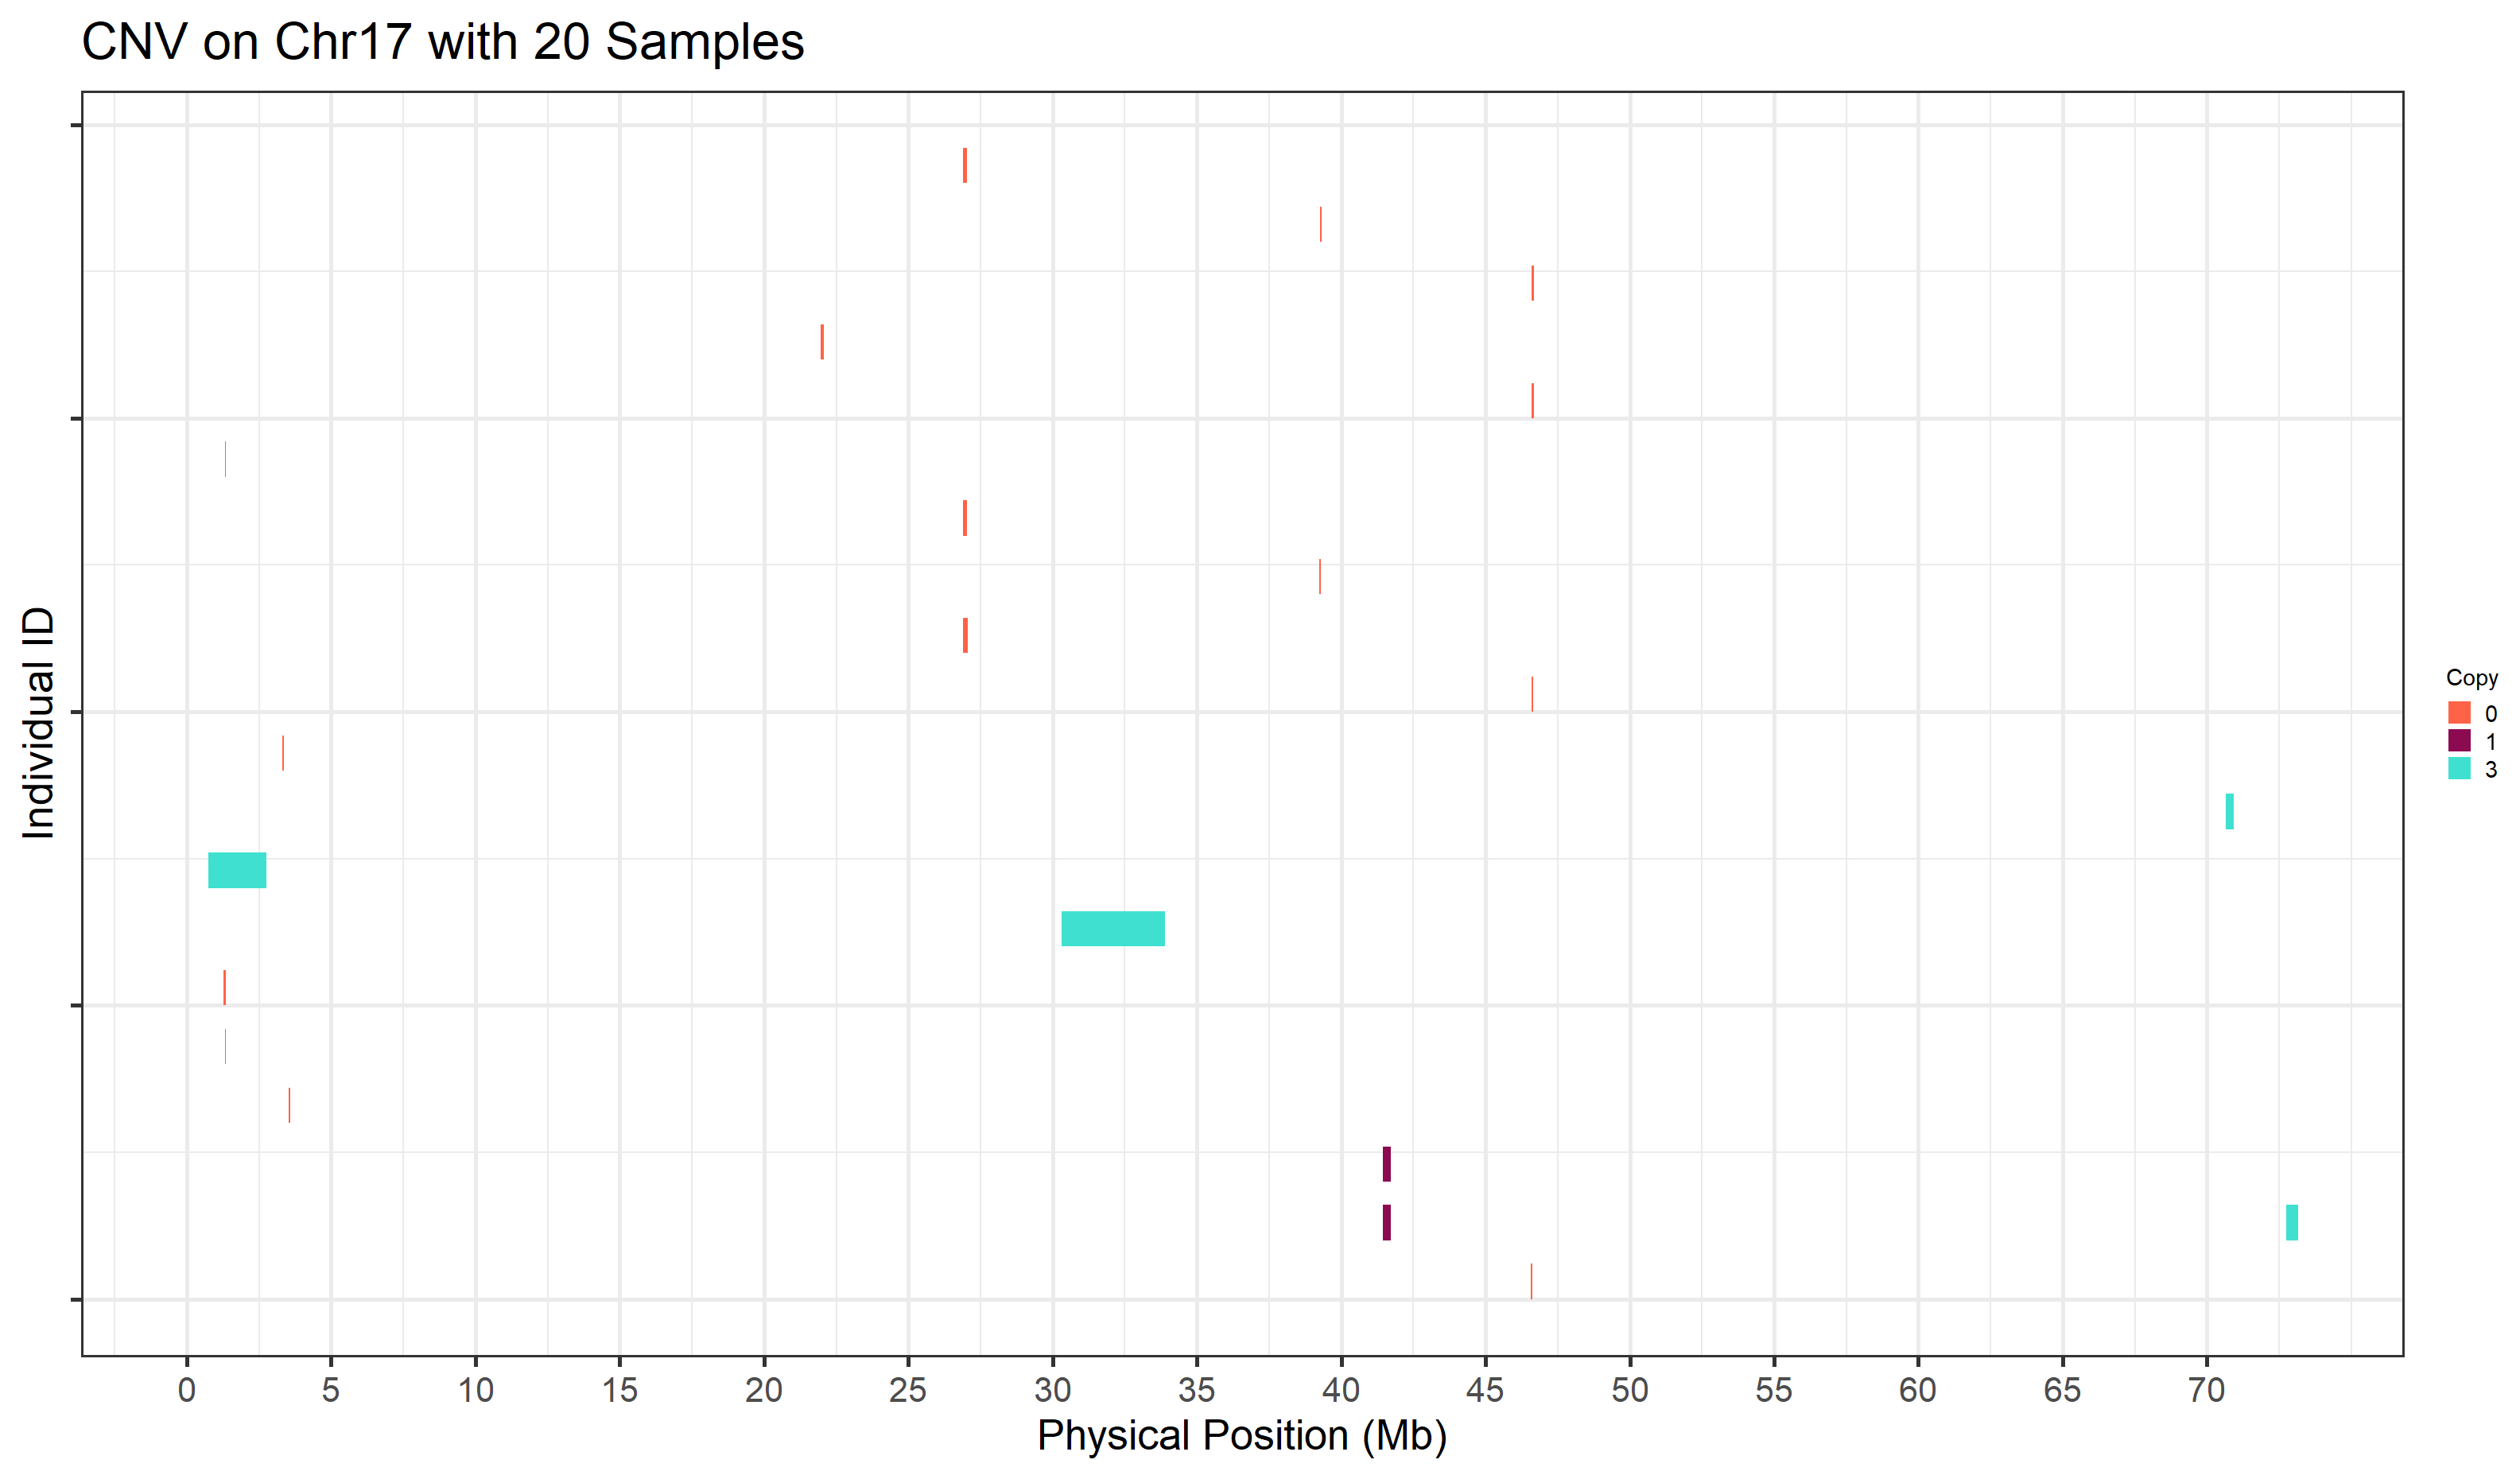 CNV on Chr17 with 20 Samples
Individual ID
Copy
0
1
3
0 5 10 15 20 25 30 35 40 45 50 55 60 65 70
Physical Position (Mb)